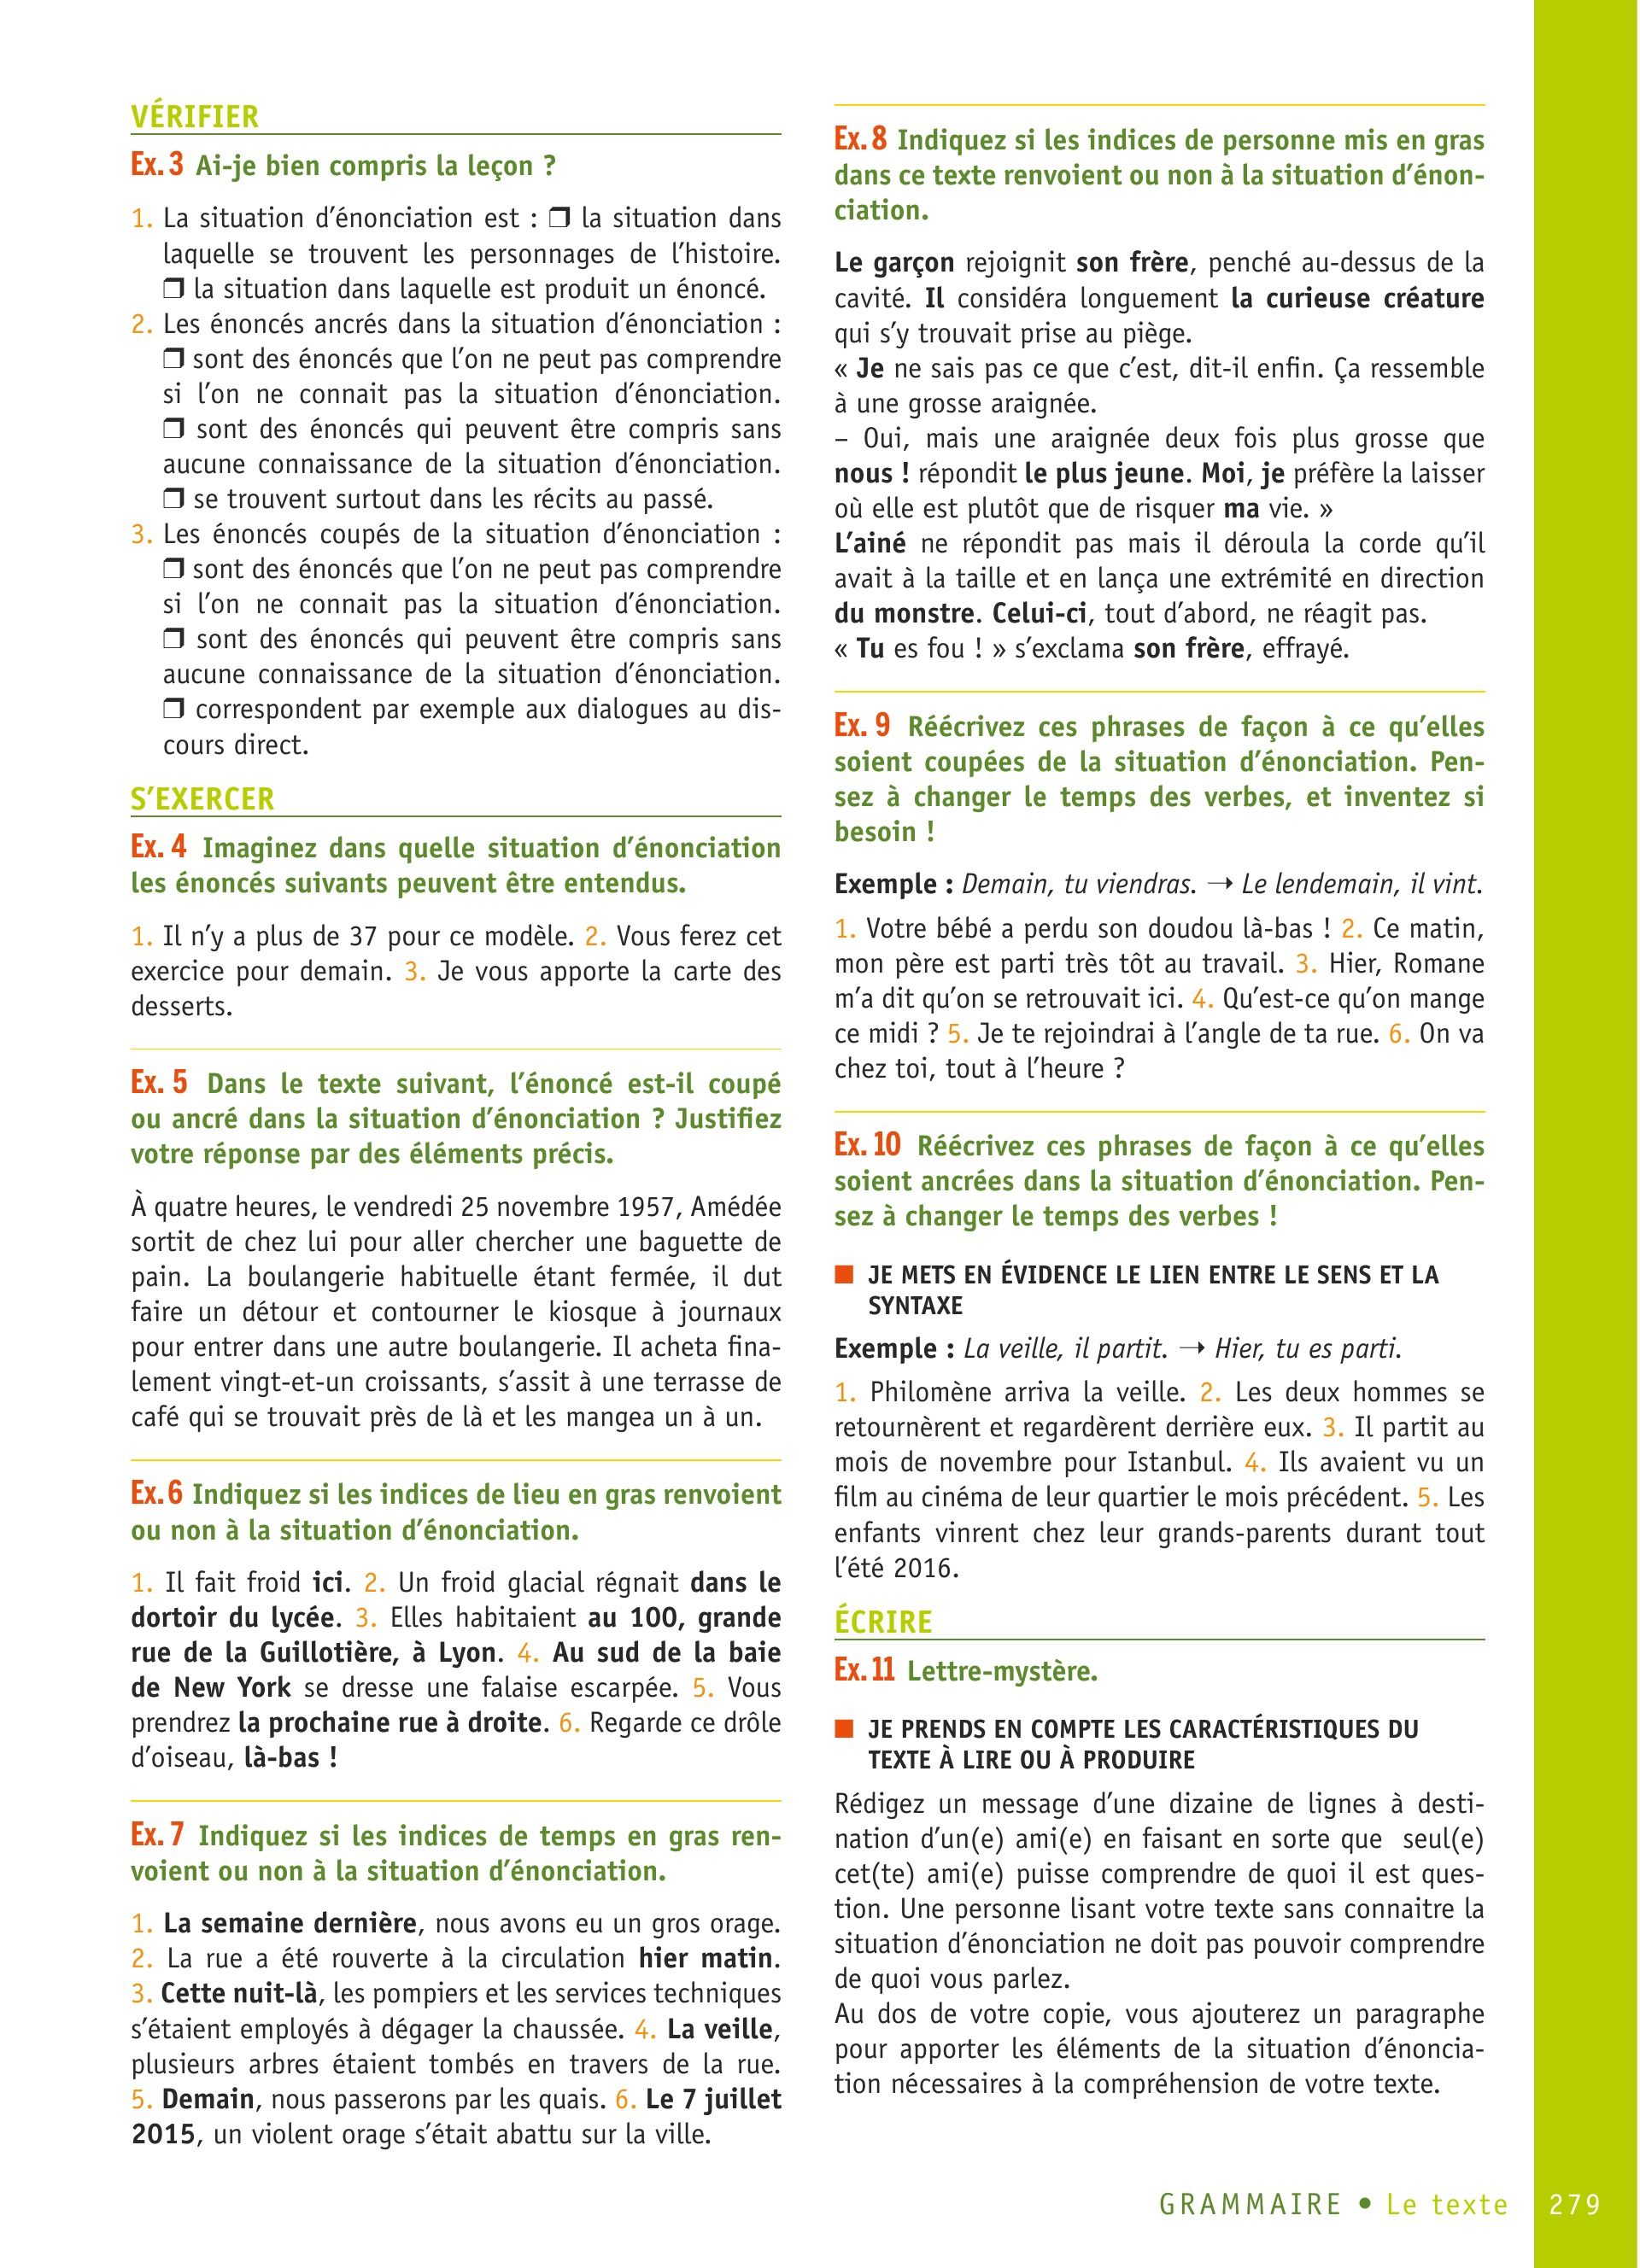 VÉRIFIER
Ex. 3 Ai-je bien compris la leçon ?
1. La situation d’énonciation est : ❒ la situation dans
laquelle se trouvent les personnages de l’histoire.
❒ la situation dans laquelle est produit un énoncé.
2. Les énoncés ancrés dans la situation d’énonciation :
❒ sont des énoncés que l’on ne peut pas comprendre
si l’on ne connait pas la situation d’énonciation.
❒ sont des énoncés qui peuvent être compris sans
aucune connaissance de la situation d’énonciation.
❒ se trouvent surtout dans les récits au passé.
3. Les énoncés coupés de la situation d’énonciation :
❒ sont des énoncés que l’on ne peut pas comprendre
si l’on ne connait pas la situation d’énonciation.
❒ sont des énoncés qui peuvent être compris sans
aucune connaissance de la situation d’énonciation.
❒ correspondent par exemple aux dialogues au dis-
cours direct.
S’EXERCER
Ex. 4 Imaginez dans quelle situation d’énonciation
les énoncés suivants peuvent être entendus.
1. Il n’y a plus de 37 pour ce modèle. 2. Vous ferez cet
exercice pour demain. 3. Je vous apporte la carte des
desserts.
Ex. 5 Dans le texte suivant, l’énoncé est-il coupé
ou ancré dans la situation d’énonciation ? Justifiez
votre réponse par des éléments précis.
À quatre heures, le vendredi 25 novembre 1957, Amédée
sortit de chez lui pour aller chercher une baguette de
pain. La boulangerie habituelle étant fermée, il dut
faire un détour et contourner le kiosque à journaux
pour entrer dans une autre boulangerie. Il acheta fina-
lement vingt-et-un croissants, s’assit à une terrasse de
café qui se trouvait près de là et les mangea un à un.
Ex. 6 Indiquez si les indices de lieu en gras renvoient
ou non à la situation d’énonciation.
1. Il fait froid ici. 2. Un froid glacial régnait dans le
dortoir du lycée. 3. Elles habitaient au 100, grande
rue de la Guillotière, à Lyon. 4. Au sud de la baie
de New York se dresse une falaise escarpée. 5. Vous
prendrez la prochaine rue à droite. 6. Regarde ce drôle
d’oiseau, là-bas !
Ex. 7 Indiquez si les indices de temps en gras ren-
voient ou non à la situation d’énonciation.
1. La semaine dernière, nous avons eu un gros orage.
2. La rue a été rouverte à la circulation hier matin.
3. Cette nuit-là, les pompiers et les services techniques
s’étaient employés à dégager la chaussée. 4. La veille,
plusieurs arbres étaient tombés en travers de la rue.
5. Demain, nous passerons par les quais. 6. Le 7 juillet
2015, un violent orage s’était abattu sur la ville.
Ex. 8 Indiquez si les indices de personne mis en gras
dans ce texte renvoient ou non à la situation d’énon-
ciation.
Le garçon rejoignit son frère, penché au-dessus de la
cavité. Il considéra longuement la curieuse créature
qui s’y trouvait prise au piège.
« Je ne sais pas ce que c’est, dit-il enfin. Ça ressemble
à une grosse araignée.
– Oui, mais une araignée deux fois plus grosse que
nous ! répondit le plus jeune. Moi, je préfère la laisser
où elle est plutôt que de risquer ma vie. »
L’ainé ne répondit pas mais il déroula la corde qu’il
avait à la taille et en lança une extrémité en direction
du monstre. Celui-ci, tout d’abord, ne réagit pas.
« Tu es fou ! » s’exclama son frère, effrayé.
Ex. 9 Réécrivez ces phrases de façon à ce qu’elles
soient coupées de la situation d’énonciation. Pen-
sez à changer le temps des verbes, et inventez si
besoin !
Exemple : Demain, tu viendras. → Le lendemain, il vint.
1. Votre bébé a perdu son doudou là-bas ! 2. Ce matin,
mon père est parti très tôt au travail. 3. Hier, Romane
m’a dit qu’on se retrouvait ici. 4. Qu’est-ce qu’on mange
ce midi ? 5. Je te rejoindrai à l’angle de ta rue. 6. On va
chez toi, tout à l’heure ?
Ex. 10 Réécrivez ces phrases de façon à ce qu’elles
soient ancrées dans la situation d’énonciation. Pen-
sez à changer le temps des verbes !
■ JE METS EN ÉVIDENCE LE LIEN ENTRE LE SENS ET LA
SYNTAXE
Exemple : La veille, il partit. → Hier, tu es parti.
1. Philomène arriva la veille. 2. Les deux hommes se
retournèrent et regardèrent derrière eux. 3. Il partit au
mois de novembre pour Istanbul. 4. Ils avaient vu un
film au cinéma de leur quartier le mois précédent. 5. Les
enfants vinrent chez leur grands-parents durant tout
l’été 2016.
ÉCRIRE
Ex. 11 Lettre-mystère.
■ JE PRENDS EN COMPTE LES CARACTÉRISTIQUES DU
TEXTE À LIRE OU À PRODUIRE
Rédigez un message d’une dizaine de lignes à desti-
nation d’un(e) ami(e) en faisant en sorte que seul(e)
cet(te) ami(e) puisse comprendre de quoi il est ques-
tion. Une personne lisant votre texte sans connaitre la
situation d’énonciation ne doit pas pouvoir comprendre
de quoi vous parlez.
Au dos de votre copie, vous ajouterez un paragraphe
pour apporter les éléments de la situation d’énoncia-
tion nécessaires à la compréhension de votre texte.
GRAMMAIRE • Le texte 279